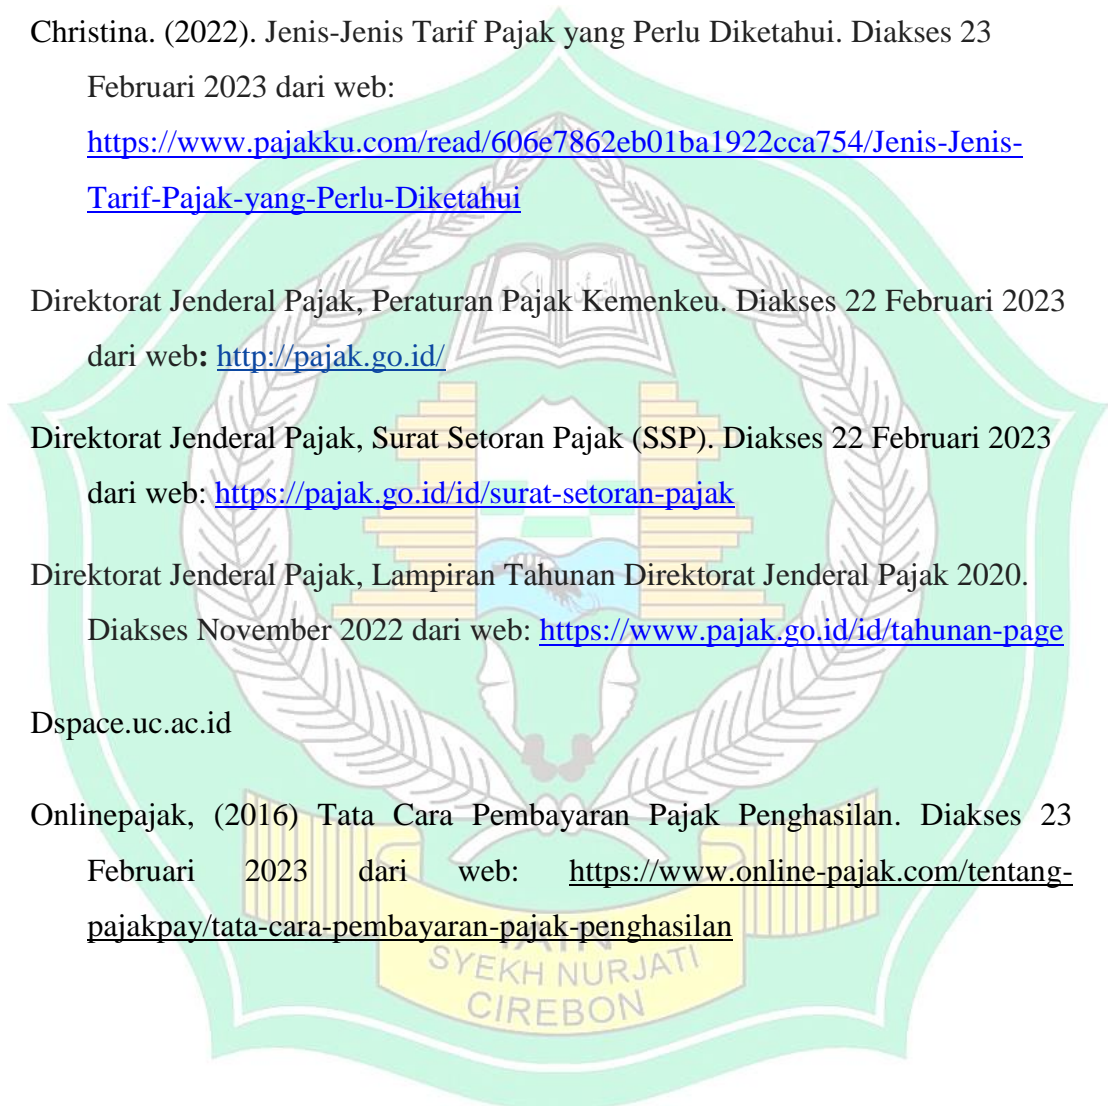 Christina. (2022). Jenis-Jenis Tarif Pajak yang Perlu Diketahui. Diakses 23
Februari 2023 dari web:
https://www.pajakku.com/read/606e7862eb01ba1922cca754/Jenis-Jenis-
Tarif-Pajak-yang-Perlu-Diketahui
Direktorat Jenderal Pajak, Peraturan Pajak Kemenkeu. Diakses 22 Februari 2023
dari web: http://pajak.go.id/
Direktorat Jenderal Pajak, Surat Setoran Pajak (SSP). Diakses 22 Februari 2023
dari web: https://pajak.go.id/id/surat-setoran-pajak
Direktorat Jenderal Pajak, Lampiran Tahunan Direktorat Jenderal Pajak 2020.
Diakses November 2022 dari web: https://www.pajak.go.id/id/tahunan-page
Dspace.uc.ac.id
Onlinepajak, (2016) Tata Cara Pembayaran Pajak Penghasilan. Diakses 23
Februari 2023 dari web: https://www.online-pajak.com/tentang-
pajakpay/tata-cara-pembayaran-pajak-penghasilan
IAIN
SYEKH NURJATI
CIREBON